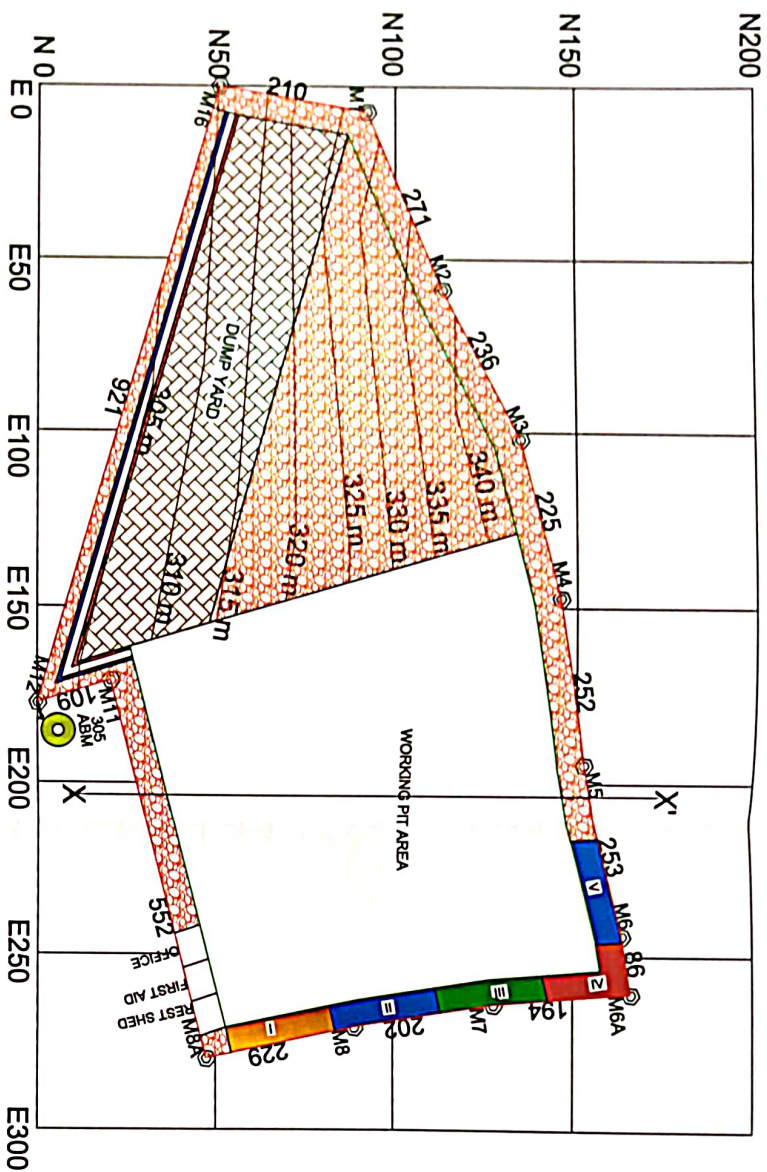 N200
N150
N100
N50
N 0
E 0
E50
E100
E150
E200
E250
E300
M16
210
M1
271
M2
236
M3
225
M4
252
M5
253
M6
86
M6A
194
M7
202
M8
229
M8A
552
M11
109
M12
921
305
ABM
DUMP YARD
305 m
310 m
315 m
320 m
325 m
330 m
335 m
340 m
WORKING PIT AREA
X
X'
I
II
III
IV
V
OFFICE
FIRST AID
REST SHED